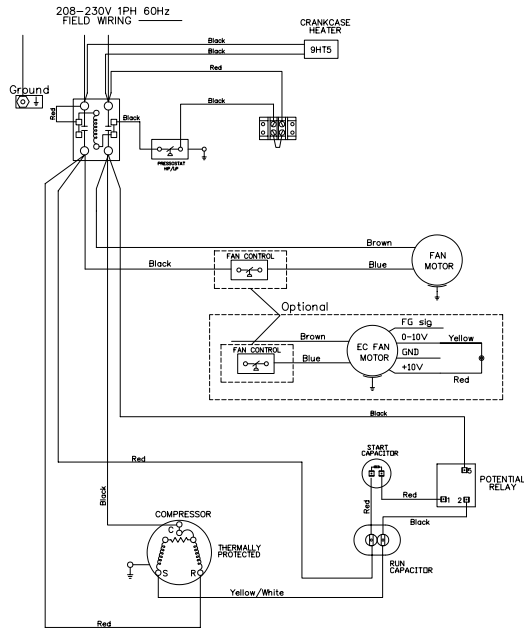 208-230V 1PH 60Hz
FIELD WIRING
CRANKCASE
HEATER
9HT5
Black
Black
Red
Ground
Red
Black
Black
PRESSOSTAT
HP/LP
Brown
FAN
MOTOR
FAN CONTROL
Black
Blue
Optional
FG sig
Brown
0-10V
Yellow
EC FAN
MOTOR
FAN CONTROL
GND
Blue
+10V
Red
Black
START
CAPACITOR
Red
5
POTENTIAL
RELAY
Black
Red
1
2
Red
COMPRESSOR
Black
C
THERMALLY
PROTECTED
S
R
RUN
CAPACITOR
Yellow/White
Red